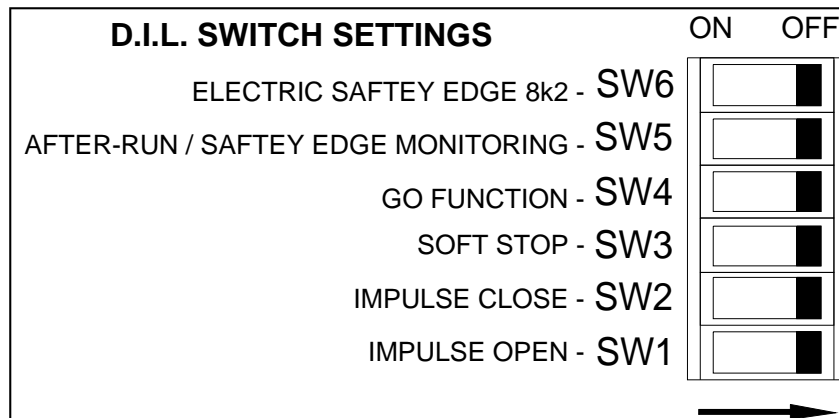 D.I.L. SWITCH SETTINGS ON OFF
ELECTRIC SAFTEY EDGE 8k2 - SW6
AFTER-RUN / SAFTEY EDGE MONITORING - SW5
GO FUNCTION - SW4
SOFT STOP - SW3
IMPULSE CLOSE - SW2
IMPULSE OPEN - SW1